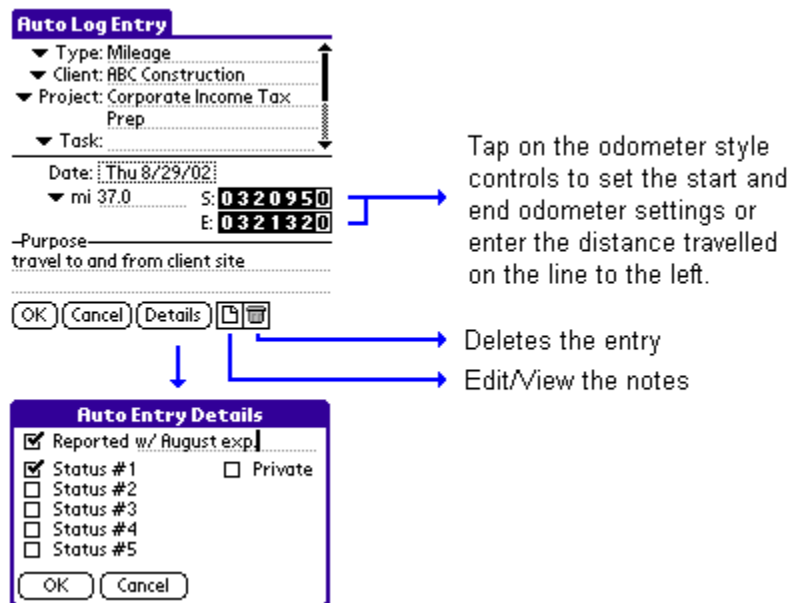 Auto Log Entry
Type: Mileage
Client: ABC Construction
Project: Corporate Income Tax
Prep
Task:
Date: Thu 8/29/02
mi 37.0 S: 0320950
E: 0321320
Purpose
travel to and from client site
OK Cancel Details
Tap on the odometer style
controls to set the start and
end odometer settings or
enter the distance travelled
on the line to the left.
Deletes the entry
Edit/View the notes
Auto Entry Details
Reported w/ August exp.
Status #1 Private
Status #2
Status #3
Status #4
Status #5
OK Cancel